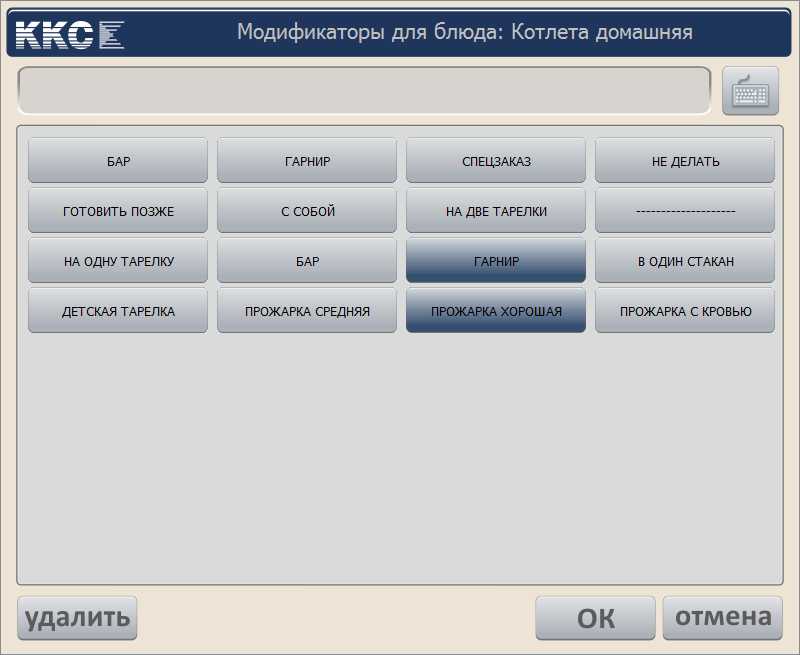 ККС
Модификаторы для блюда: Котлета домашняя
БАР
ГАРНИР
СПЕЦЗАКАЗ
НЕ ДЕЛАТЬ
ГОТОВИТЬ ПОЗЖЕ
С СОБОЙ
НА ДВЕ ТАРЕЛКИ
--------------------
НА ОДНУ ТАРЕЛКУ
БАР
ГАРНИР
В ОДИН СТАКАН
ДЕТСКАЯ ТАРЕЛКА
ПРОЖАРКА СРЕДНЯЯ
ПРОЖАРКА ХОРОШАЯ
ПРОЖАРКА С КРОВЬЮ
удалить
ОК
отмена